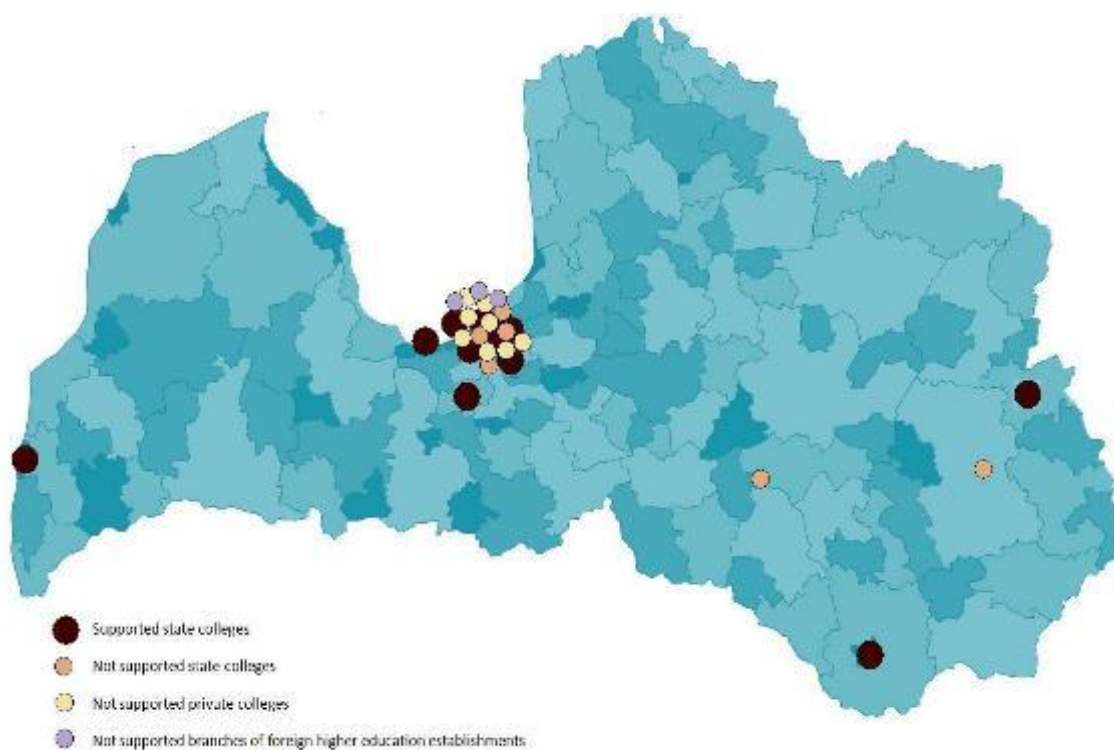 Supported state colleges
Not supported state colleges
Not supported private colleges
Not supported branches of foreign higher education establishments